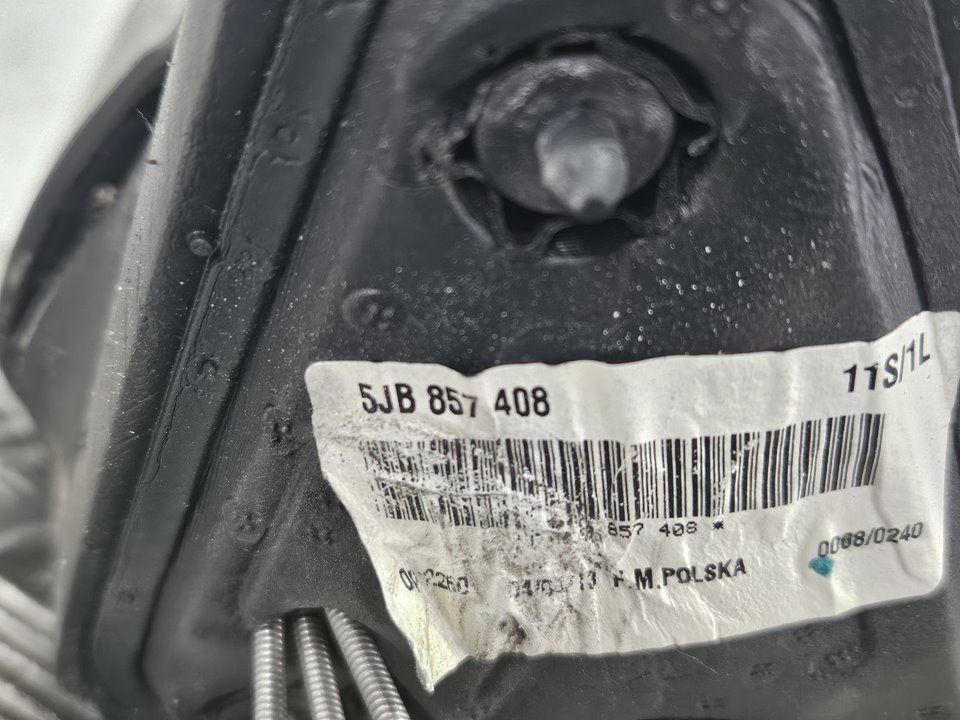 5JB 857 408 11S/1L
857 408 *
0068/0240
F.M.POLSKA